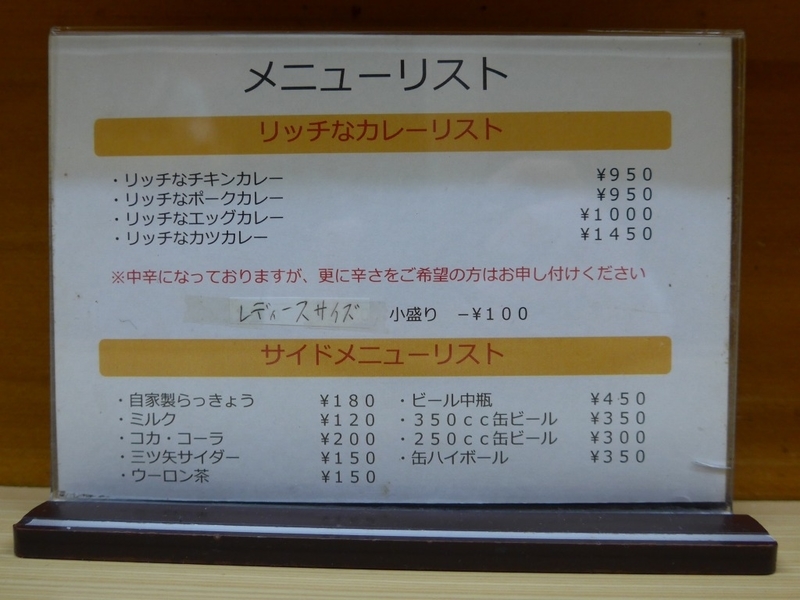 メニューリスト
リッチなカレーリスト
・リッチなチキンカレー ¥950
・リッチなポークカレー ¥950
・リッチなエッグカレー ¥1000
・リッチなカツカレー ¥1450
※中辛になっておりますが、更に辛さをご希望の方はお申し付けください
レディースサイズ 小盛り －¥100
サイドメニューリスト
・自家製らっきょう ¥180 ・ビール中瓶 ¥450
・ミルク ¥120 ・350cc缶ビール ¥350
・コカ・コーラ ¥200 ・250cc缶ビール ¥300
・三ツ矢サイダー ¥150 ・缶ハイボール ¥350
・ウーロン茶 ¥150